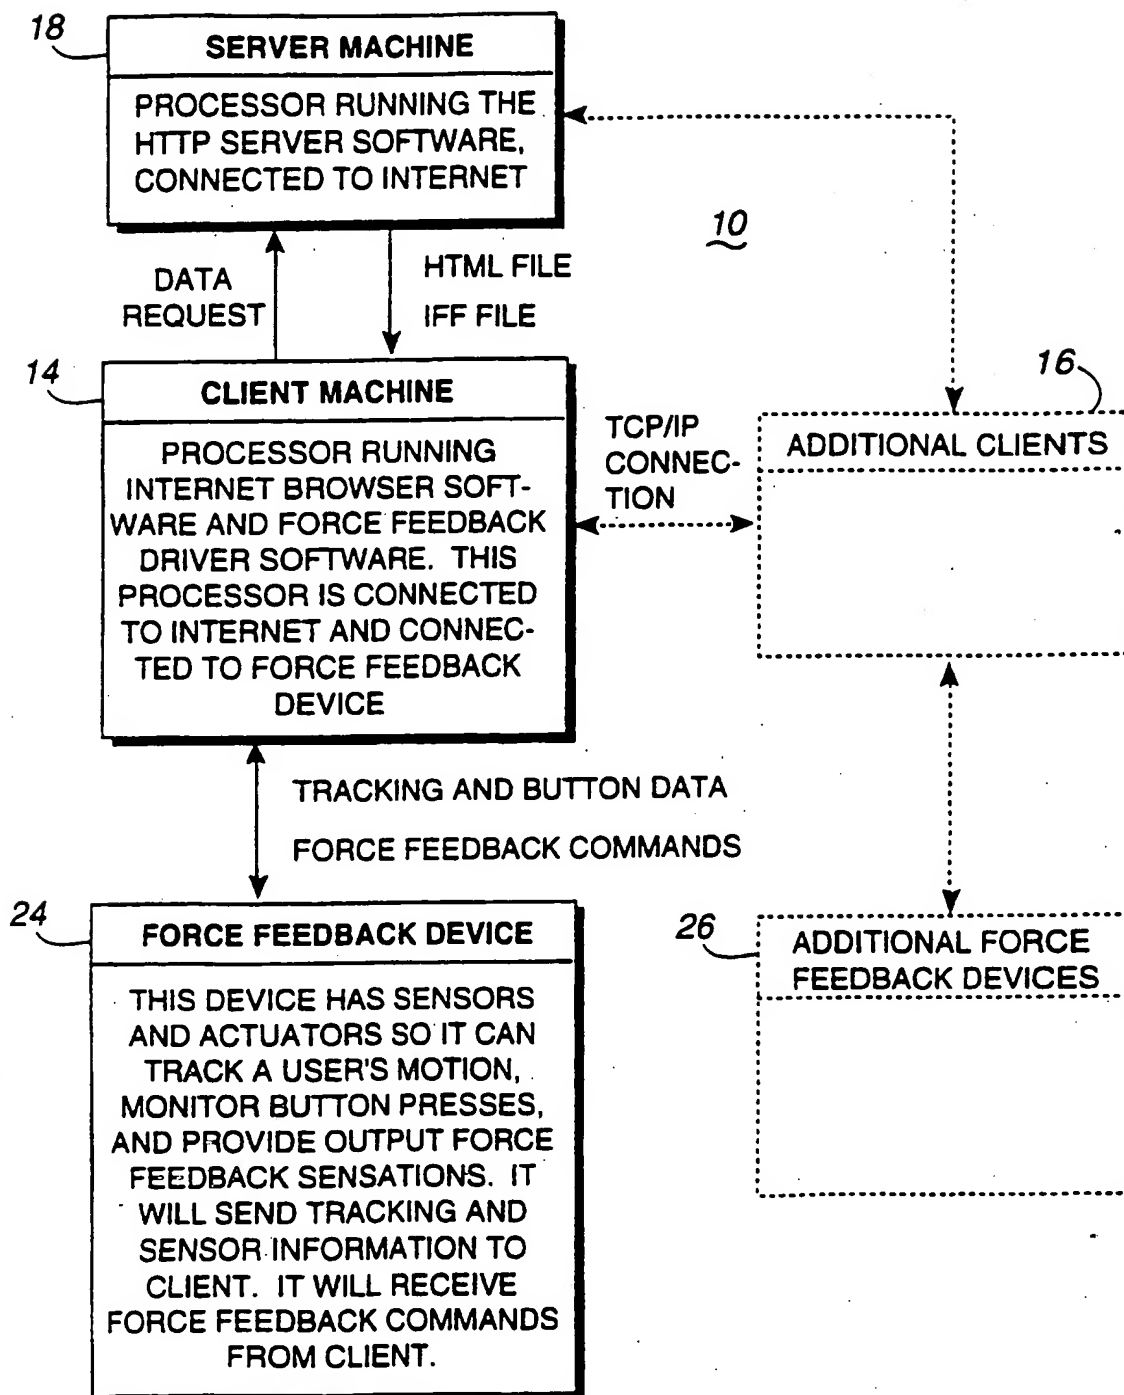 18
SERVER MACHINE
PROCESSOR RUNNING THE
HTTP SERVER SOFTWARE,
CONNECTED TO INTERNET
10
DATA
REQUEST
HTML FILE
IFF FILE
14
CLIENT MACHINE
PROCESSOR RUNNING
INTERNET BROWSER SOFT-
WARE AND FORCE FEEDBACK
DRIVER SOFTWARE. THIS
PROCESSOR IS CONNECTED
TO INTERNET AND CONNEC-
TED TO FORCE FEEDBACK
DEVICE
TCP/IP
CONNEC-
TION
16
ADDITIONAL CLIENTS
TRACKING AND BUTTON DATA
FORCE FEEDBACK COMMANDS
24
FORCE FEEDBACK DEVICE
THIS DEVICE HAS SENSORS
AND ACTUATORS SO IT CAN
TRACK A USER'S MOTION,
MONITOR BUTTON PRESSES,
AND PROVIDE OUTPUT FORCE
FEEDBACK SENSATIONS. IT
WILL SEND TRACKING AND
SENSOR INFORMATION TO
CLIENT. IT WILL RECEIVE
FORCE FEEDBACK COMMANDS
FROM CLIENT.
26
ADDITIONAL FORCE
FEEDBACK DEVICES